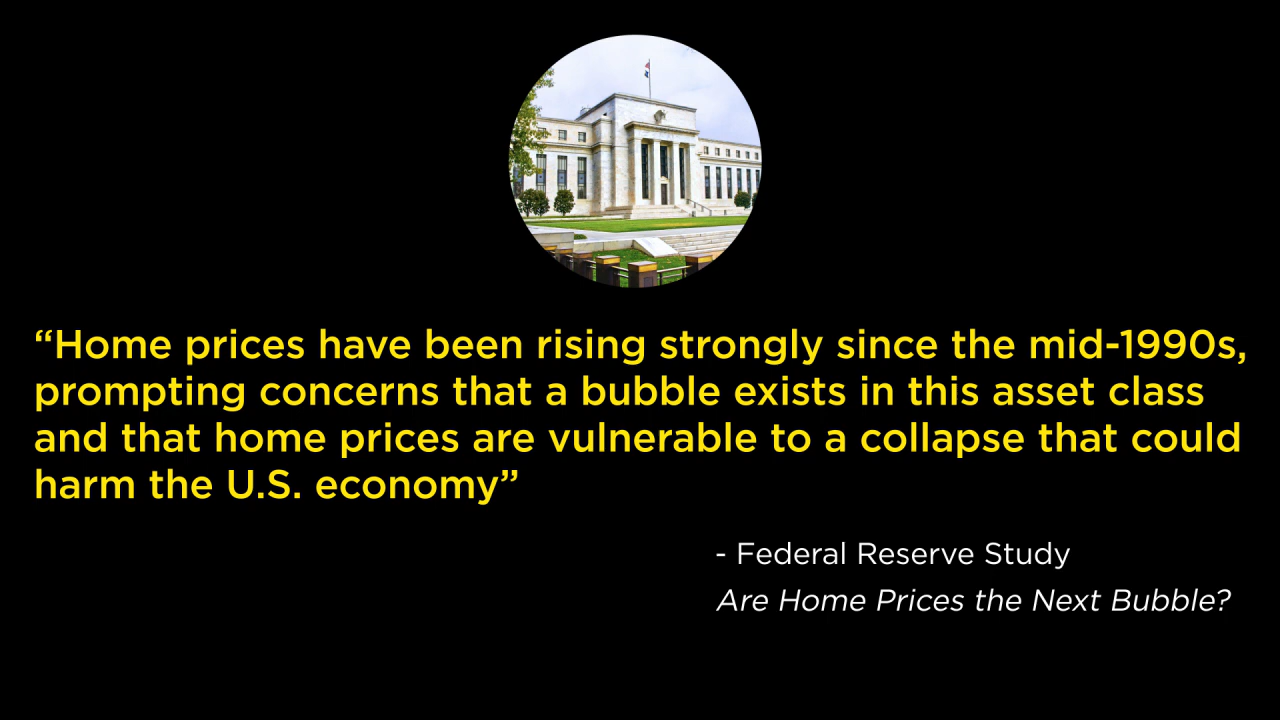 “Home prices have been rising strongly since the mid-1990s,
prompting concerns that a bubble exists in this asset class
and that home prices are vulnerable to a collapse that could
harm the U.S. economy”
- Federal Reserve Study
Are Home Prices the Next Bubble?